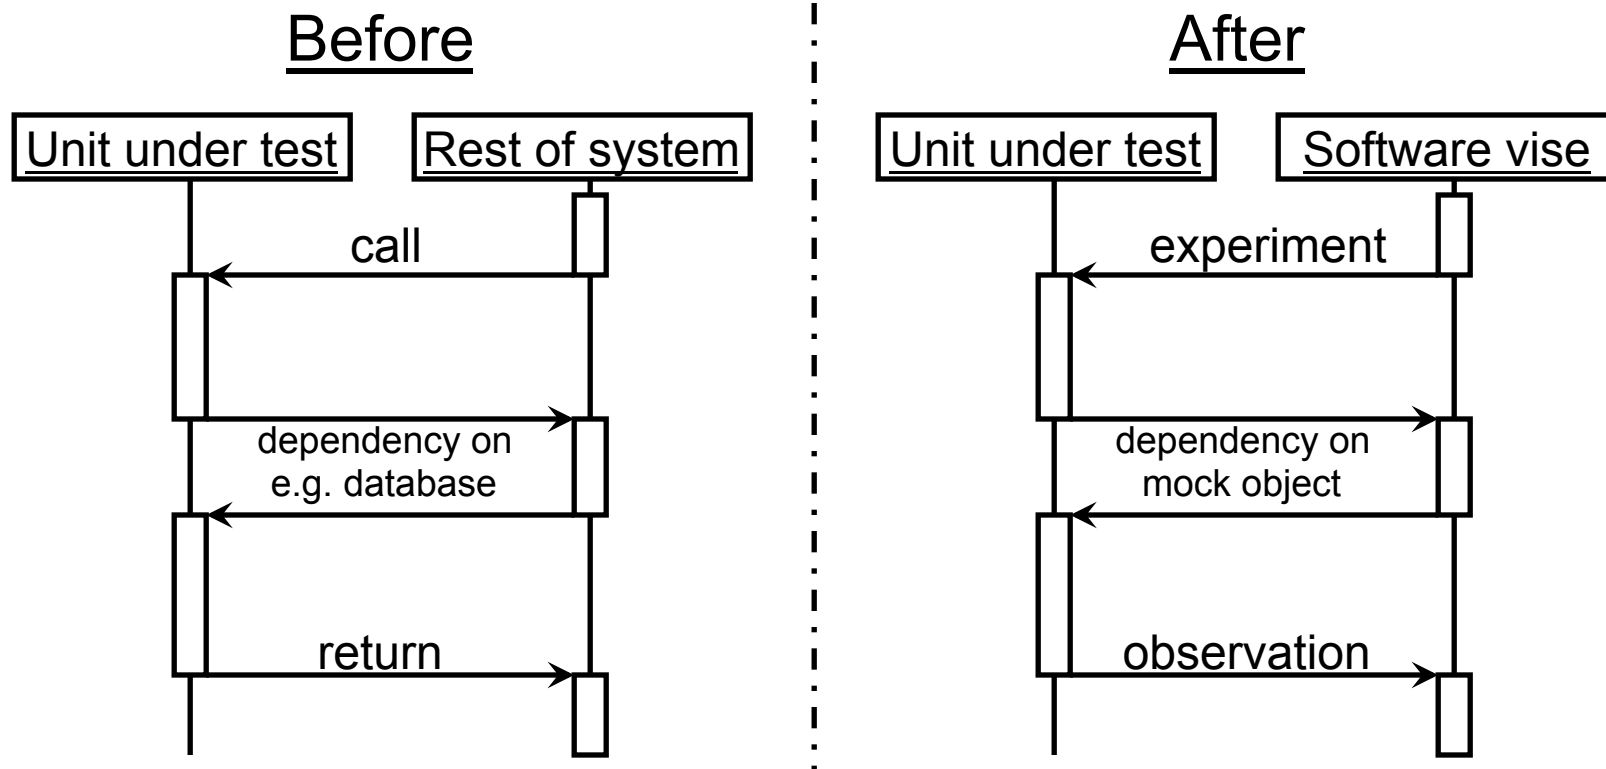 Before
Unit under test
Rest of system
call
dependency on
e.g. database
return
After
Unit under test
Software vise
experiment
dependency on
mock object
observation